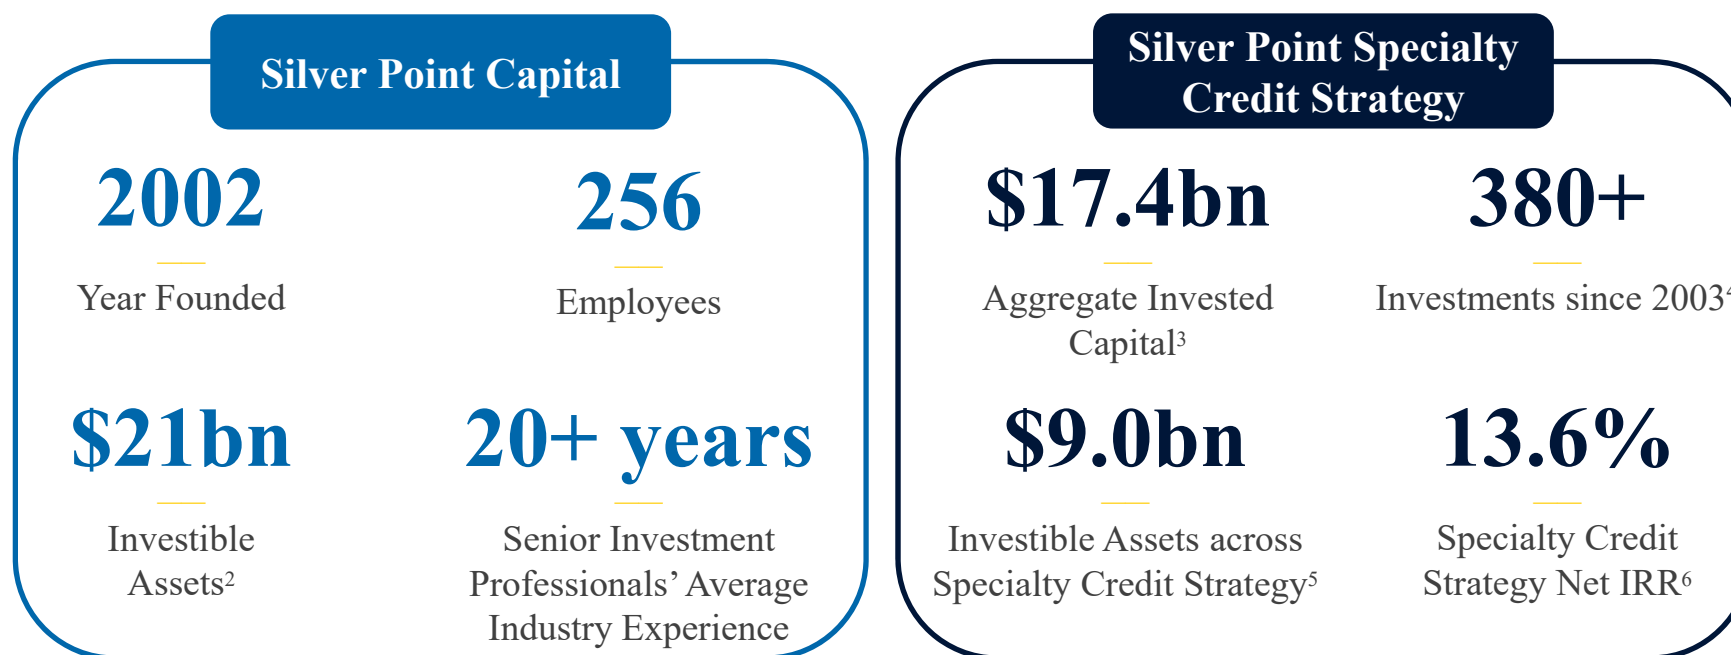 Silver Point Capital
2002
Year Founded
256
Employees
$21bn
Investible
Assets²
20+ years
Senior Investment
Professionals’ Average
Industry Experience
Silver Point Specialty
Credit Strategy
$17.4bn
Aggregate Invested
Capital³
380+
Investments since 2003⁴
$9.0bn
Investible Assets across
Specialty Credit Strategy⁵
13.6%
Specialty Credit
Strategy Net IRR⁶